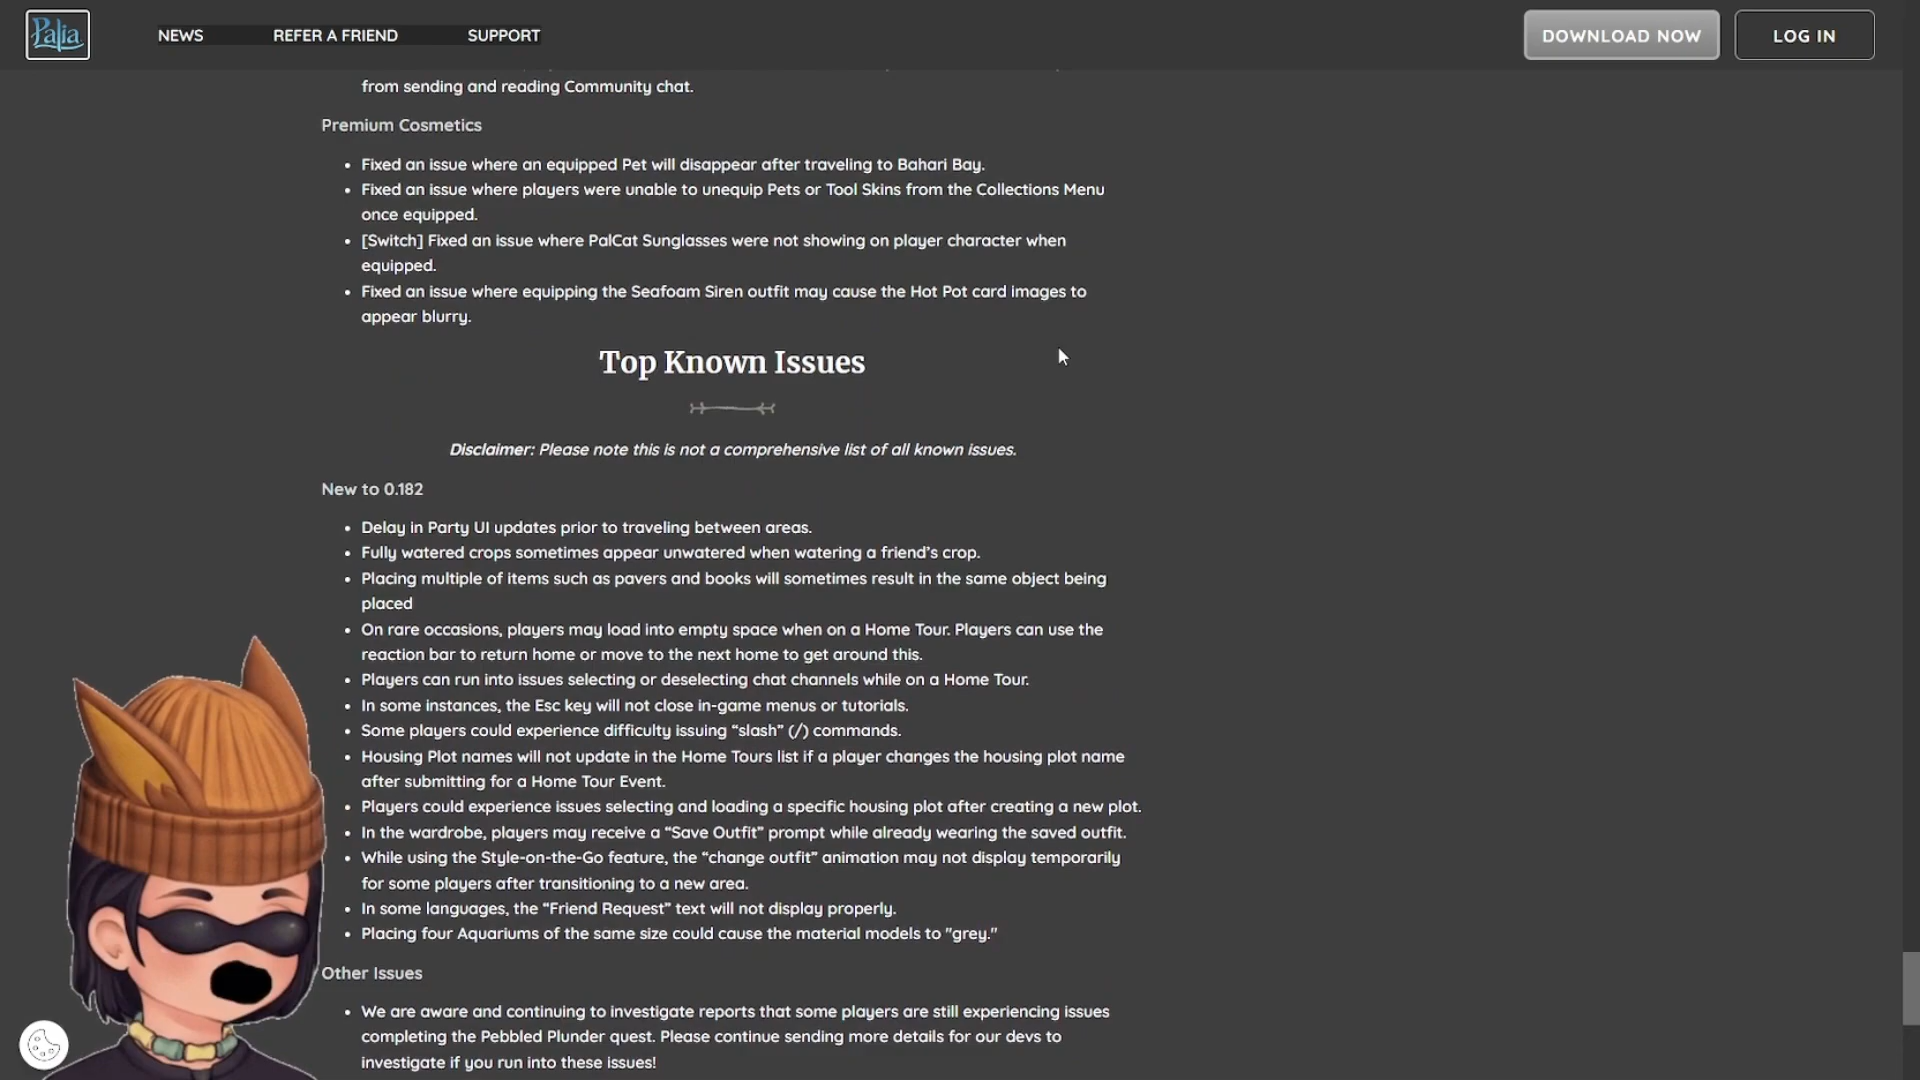 Palia
NEWS
REFER A FRIEND
SUPPORT
DOWNLOAD NOW
LOG IN
from sending and reading Community chat.
Premium Cosmetics
• Fixed an issue where an equipped Pet will disappear after traveling to Bahari Bay.
• Fixed an issue where players were unable to unequip Pets or Tool Skins from the Collections Menu
once equipped.
• [Switch] Fixed an issue where PalCat Sunglasses were not showing on player character when
equipped.
• Fixed an issue where equipping the Seafoam Siren outfit may cause the Hot Pot card images to
appear blurry.
Top Known Issues
Disclaimer: Please note this is not a comprehensive list of all known issues.
New to 0.182
• Delay in Party UI updates prior to traveling between areas.
• Fully watered crops sometimes appear unwatered when watering a friend’s crop.
• Placing multiple of items such as pavers and books will sometimes result in the same object being
placed
• On rare occasions, players may load into empty space when on a Home Tour. Players can use the
reaction bar to return home or move to the next home to get around this.
• Players can run into issues selecting or deselecting chat channels while on a Home Tour.
• In some instances, the Esc key will not close in-game menus or tutorials.
• Some players could experience difficulty issuing “slash” (/) commands.
• Housing Plot names will not update in the Home Tours list if a player changes the housing plot name
after submitting for a Home Tour Event.
• Players could experience issues selecting and loading a specific housing plot after creating a new plot.
• In the wardrobe, players may receive a “Save Outfit” prompt while already wearing the saved outfit.
• While using the Style-on-the-Go feature, the “change outfit” animation may not display temporarily
for some players after transitioning to a new area.
• In some languages, the “Friend Request” text will not display properly.
• Placing four Aquariums of the same size could cause the material models to "grey."
Other Issues
• We are aware and continuing to investigate reports that some players are still experiencing issues
completing the Pebbled Plunder quest. Please continue sending more details for our devs to
investigate if you run into these issues!